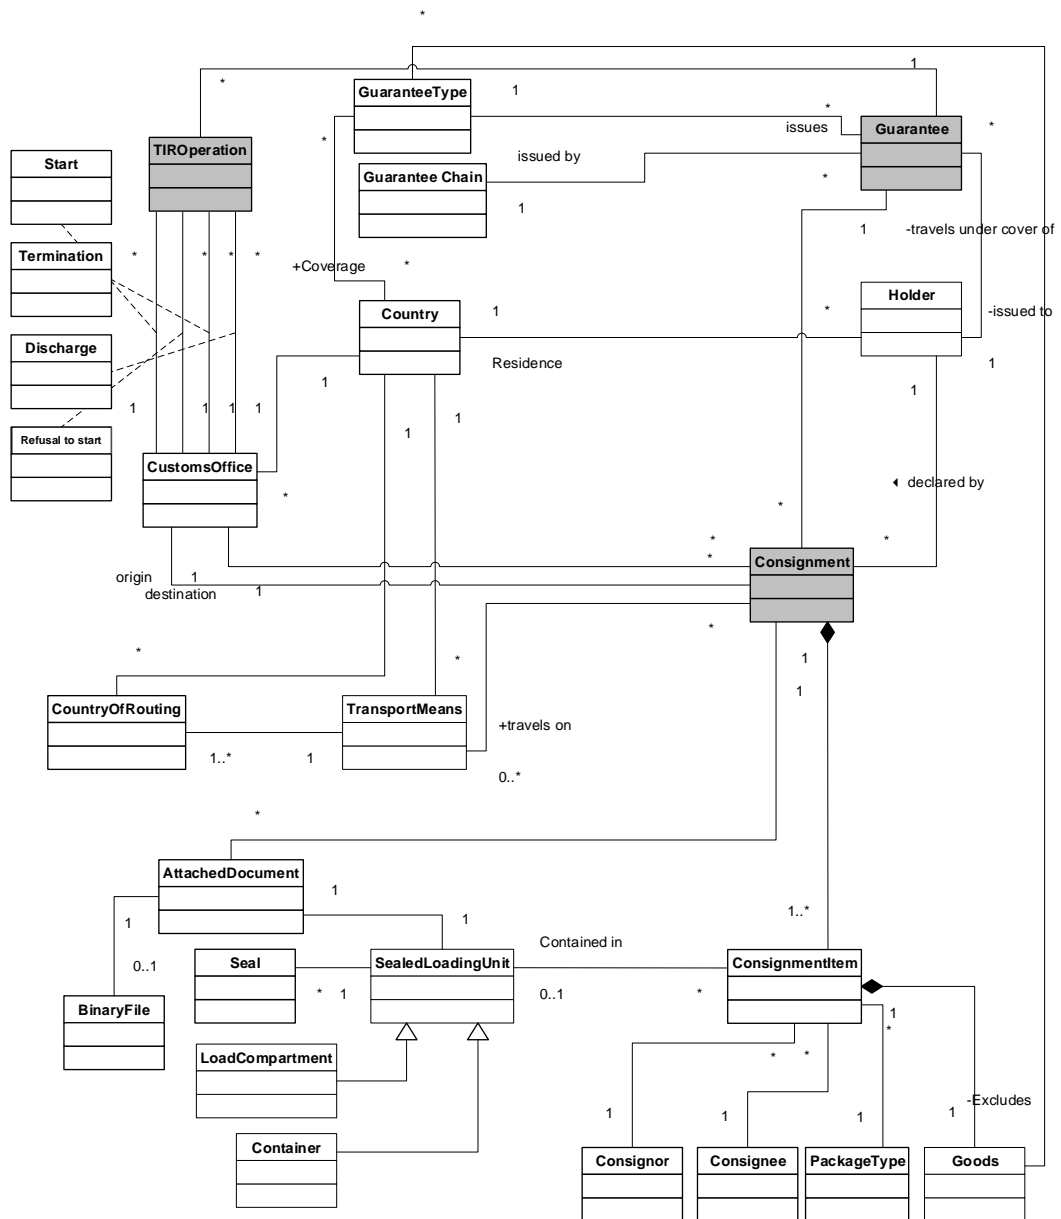 *
1
*
GuaranteeType
1
*
issues
Guarantee
*
*
TIROperation
Start
issued by
Guarantee Chain
*
1
1
-travels under cover of
Termination
*
*
*
*
+Coverage
*
Holder
Country
1
*
-issued to
Discharge
Residence
1
1
1
1
1
1
1
1
1
1
Refusal to start
CustomsOffice
declared by
*
*
*
*
*
Consignment
origin
1
destination
1
*
1
*
*
1
CountryOfRouting
TransportMeans
+travels on
1..*
1
0..*
*
AttachedDocument
1
1
1
1..*
Contained in
0..1
Seal
SealedLoadingUnit
ConsignmentItem
*
1
0..1
*
1
*
BinaryFile
LoadCompartment
*
*
-Excludes
1
1
1
1
Container
Consignor
Consignee
PackageType
Goods